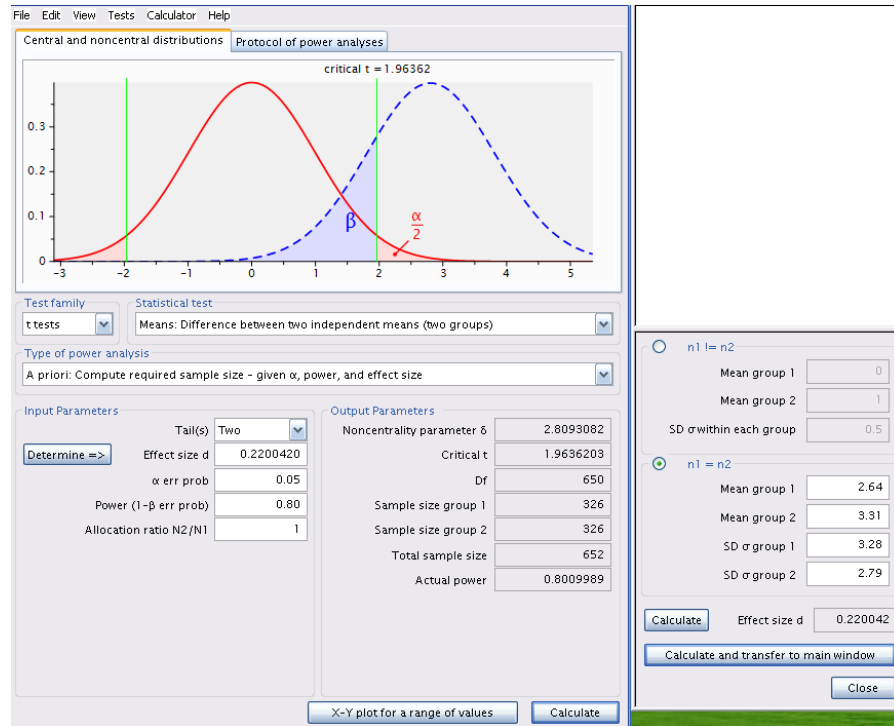 File Edit View Tests Calculator Help
Central and noncentral distributions
Protocol of power analyses
critical t = 1.96362
0.3
0.2
0.1
0
β
α
2
-3 -2 -1 0 1 2 3 4 5
Test family
Statistical test
t tests
Means: Difference between two independent means (two groups)
Type of power analysis
A priori: Compute required sample size – given α, power, and effect size
Input Parameters
Tail(s) Two
Determine => Effect size d 0.2200420
α err prob 0.05
Power (1-β err prob) 0.80
Allocation ratio N2/N1 1
Output Parameters
Noncentrality parameter δ 2.8093082
Critical t 1.9636203
Df 650
Sample size group 1 326
Sample size group 2 326
Total sample size 652
Actual power 0.8009989
X-Y plot for a range of values
Calculate
n1 != n2
Mean group 1 0
Mean group 2 1
SD σ within each group 0.5
n1 = n2
Mean group 1 2.64
Mean group 2 3.31
SD σ group 1 3.28
SD σ group 2 2.79
Calculate Effect size d 0.220042
Calculate and transfer to main window
Close